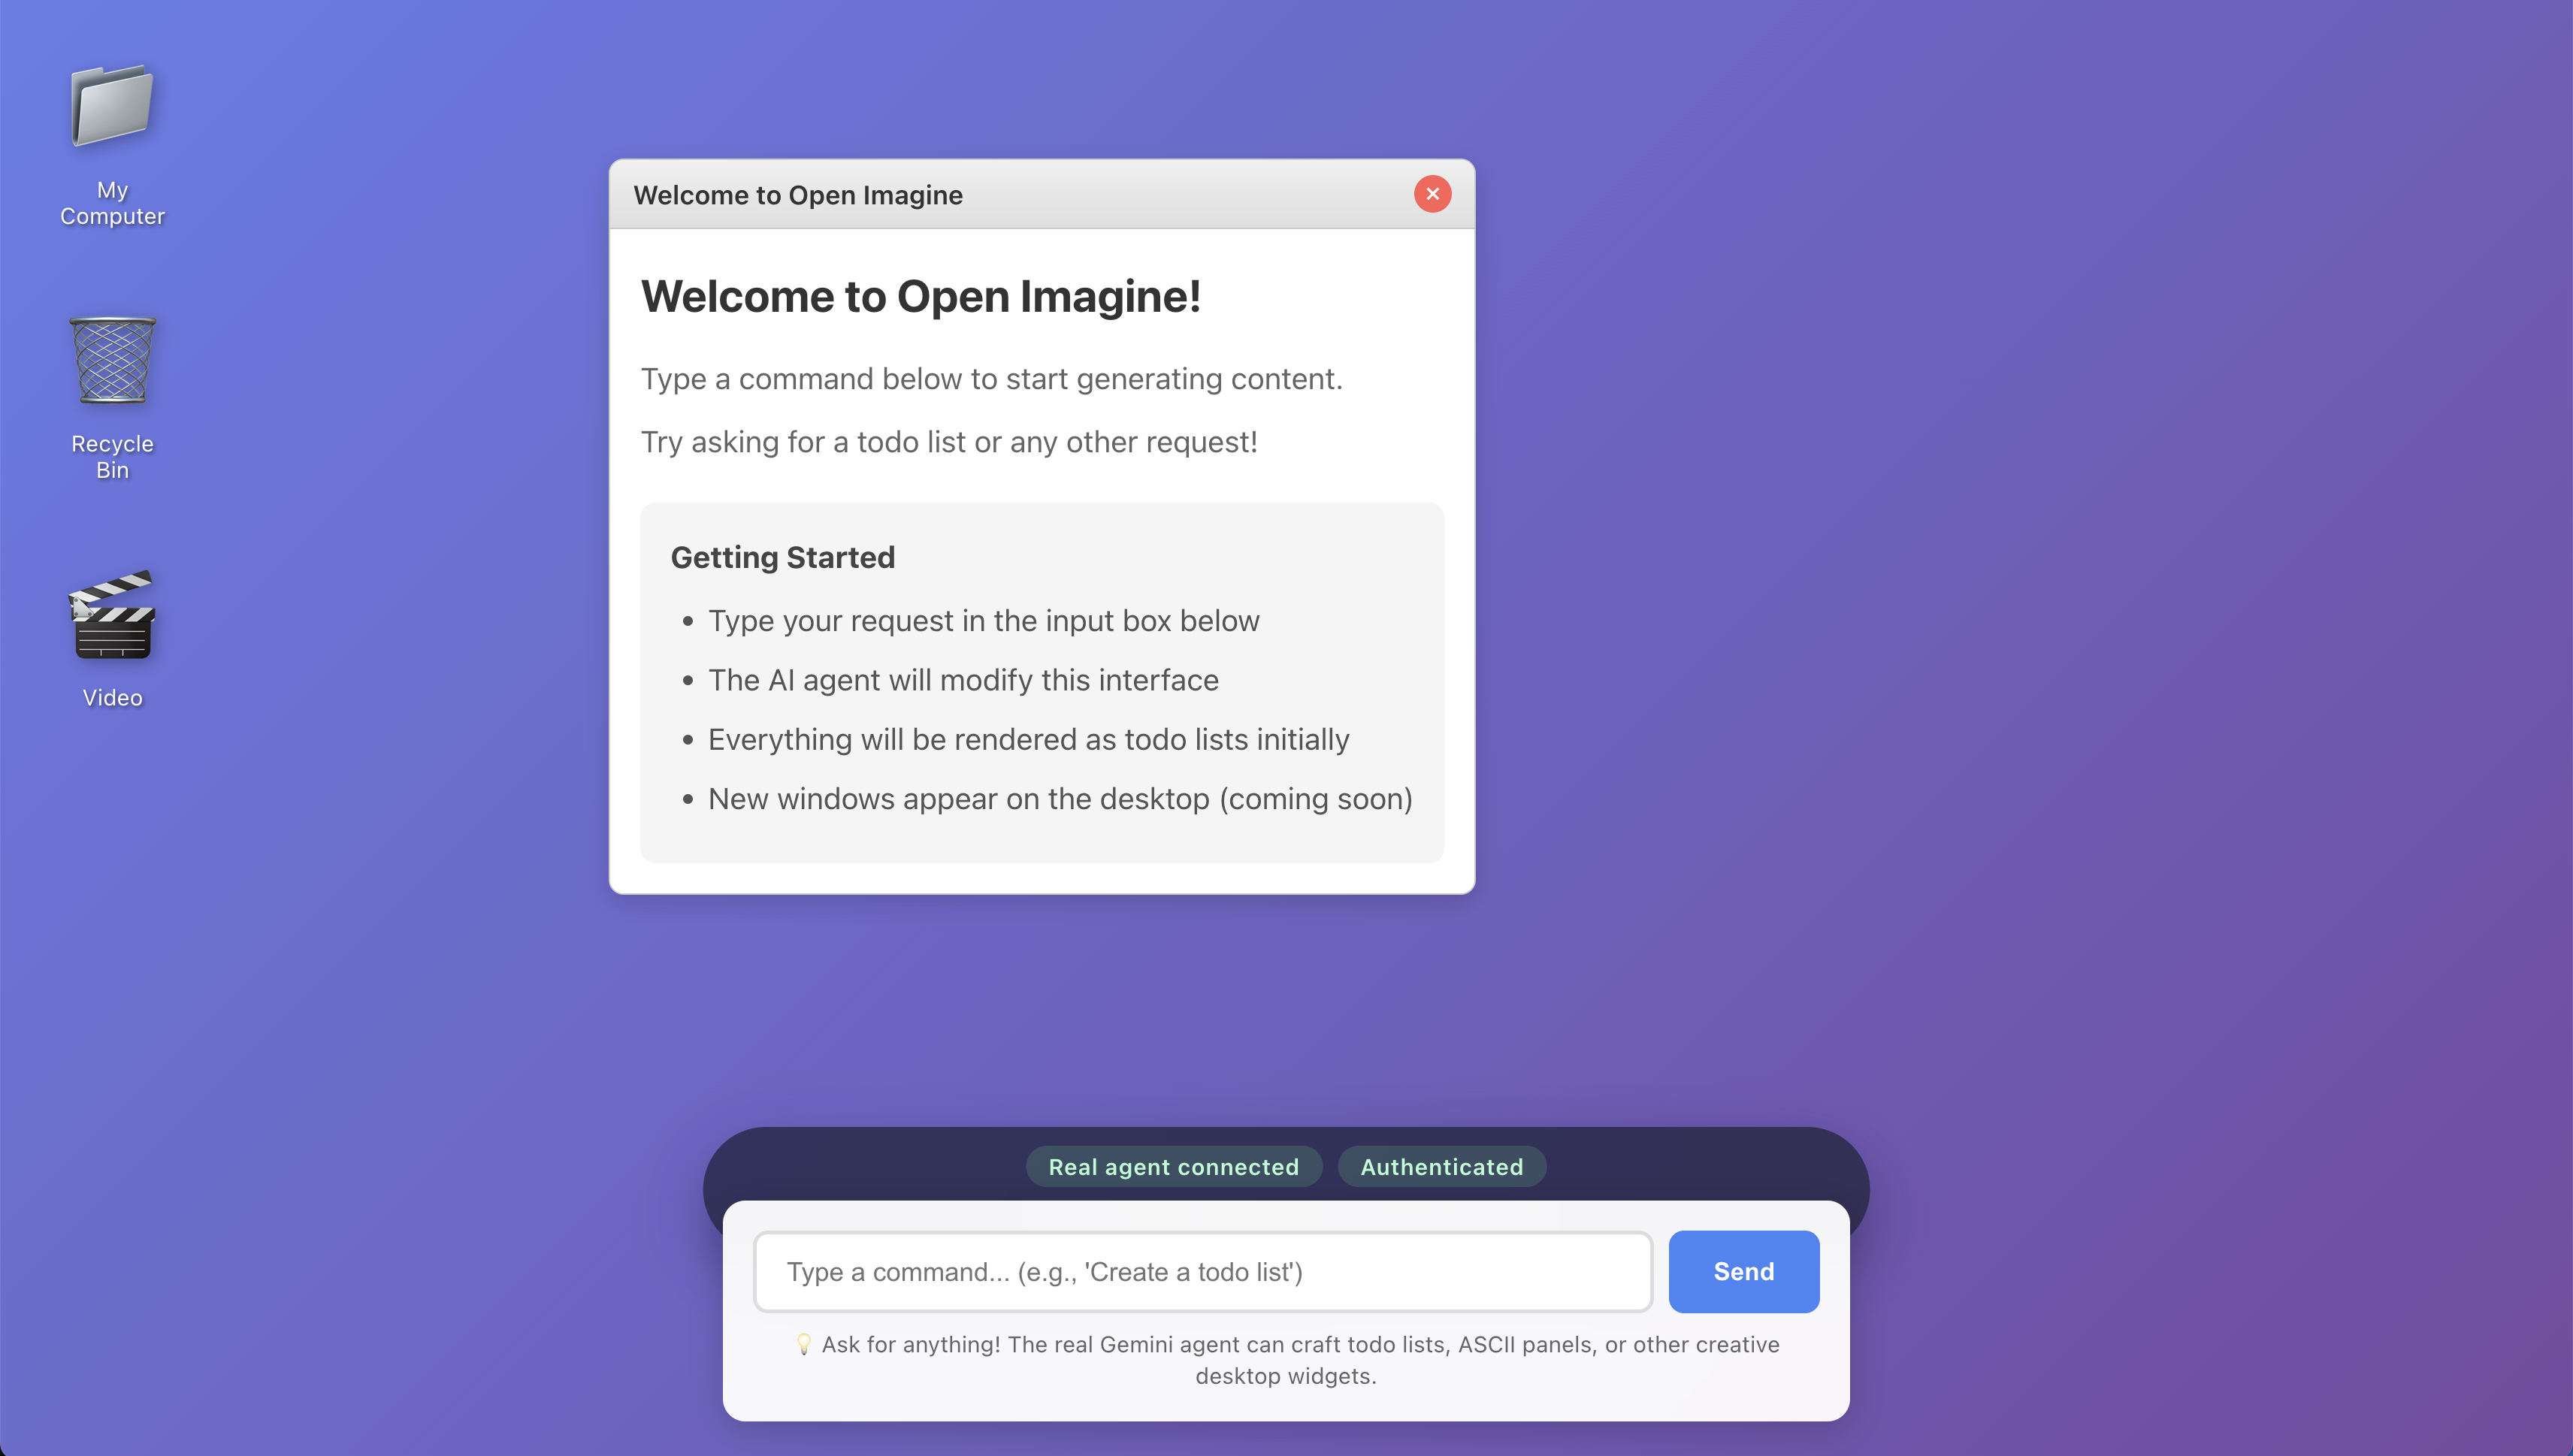 My
Computer
Recycle
Bin
Video
Welcome to Open Imagine
Welcome to Open Imagine!
Type a command below to start generating content.
Try asking for a todo list or any other request!
Getting Started
• Type your request in the input box below
• The AI agent will modify this interface
• Everything will be rendered as todo lists initially
• New windows appear on the desktop (coming soon)
Real agent connected Authenticated
Type a command... (e.g., 'Create a todo list') Send
💡 Ask for anything! The real Gemini agent can craft todo lists, ASCII panels, or other creative
desktop widgets.